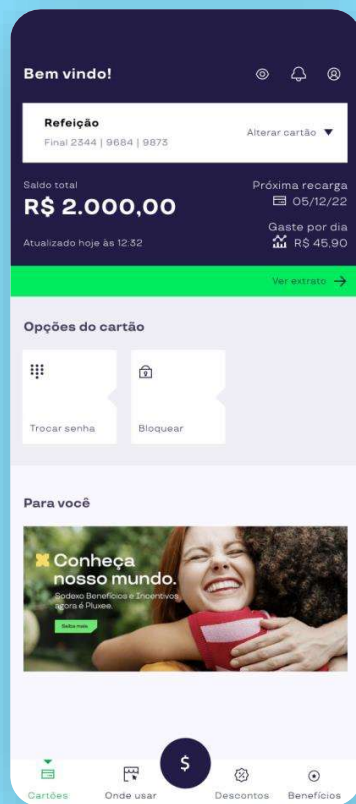 Bem vindo!
Refeição
Final 2344 | 9684 | 9873
Alterar cartão
Saldo total
R$ 2.000,00
Atualizado hoje às 12:32
Próxima recarga
05/12/22
Gaste por dia
R$ 45,90
Ver extrato
Opções do cartão
Trocar senha
Bloquear
Para você
Conheça
nosso mundo.
Sodexo Benefícios e Incentivos
agora é Pluxee.
Saiba mais
$
Cartões
Onde usar
Descontos
Benefícios